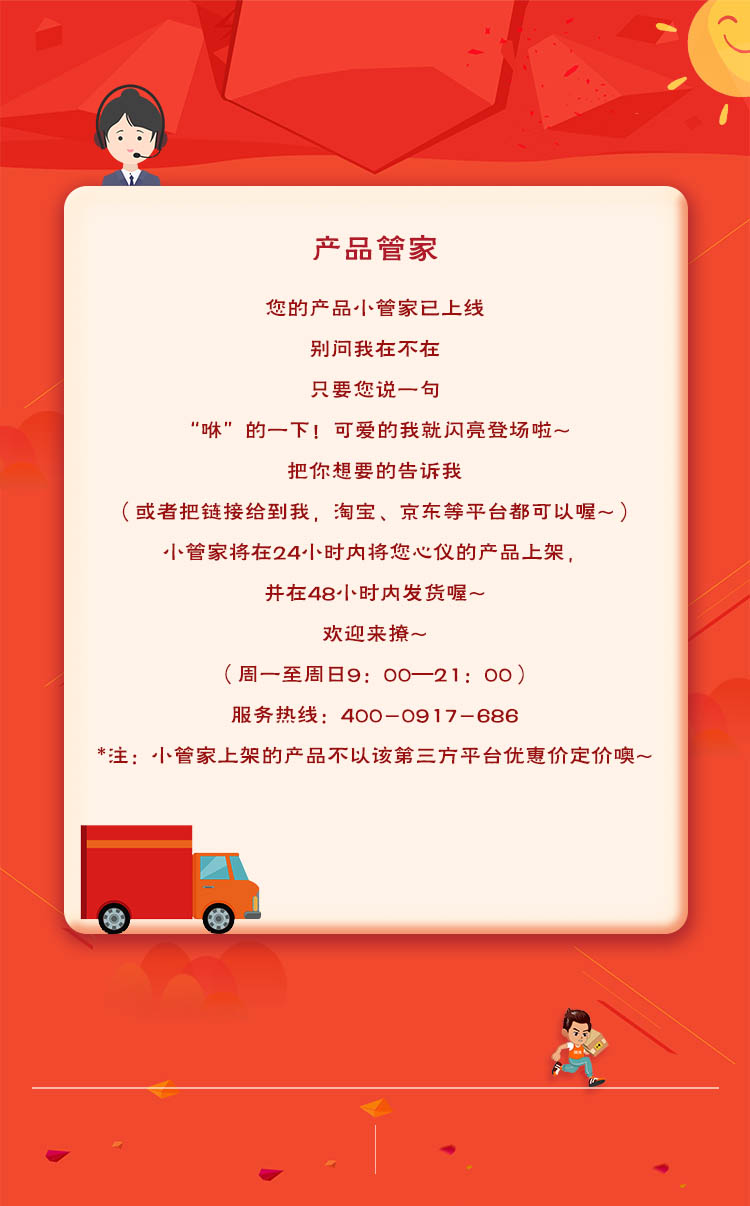 产品管家
您的产品小管家已上线
别问我在不在
只要您说一句
“咻”的一下！可爱的我就闪亮登场啦~
把你想要的告诉我
（或者把链接给到我，淘宝、京东等平台都可以喔~）
小管家将在24小时内将您心仪的产品上架，
并在48小时内发货喔~
欢迎来撩~
（周一至周日9：00—21：00）
服务热线：400-0917-686
*注：小管家上架的产品不以该第三方平台优惠价定价噢~